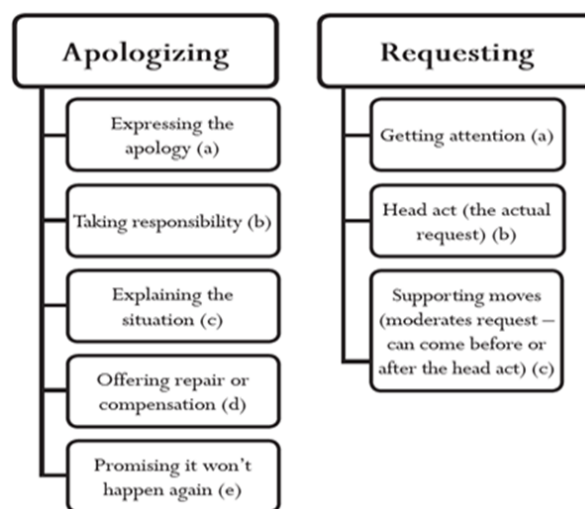 Apologizing
Expressing the
apology (a)
Taking responsibility (b)
Explaining the
situation (c)
Offering repair or
compensation (d)
Promising it won't
happen again (e)
Requesting
Getting attention (a)
Head act (the actual
request) (b)
Supporting moves
(moderates request –
can come before or
after the head act) (c)